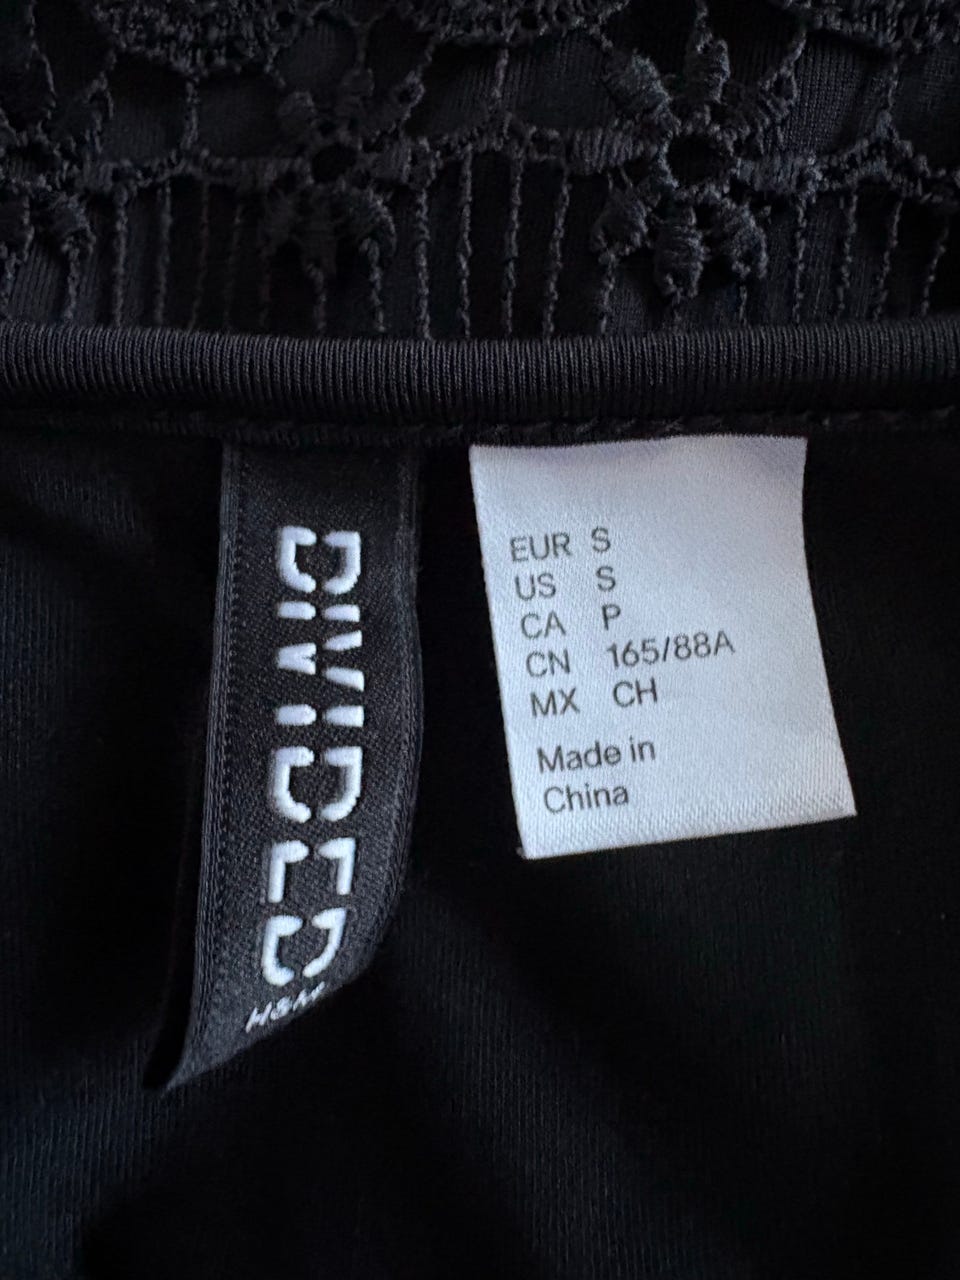 DIVIDED
H&M
EUR S
US S
CA P
CN 165/88A
MX CH
Made in
China